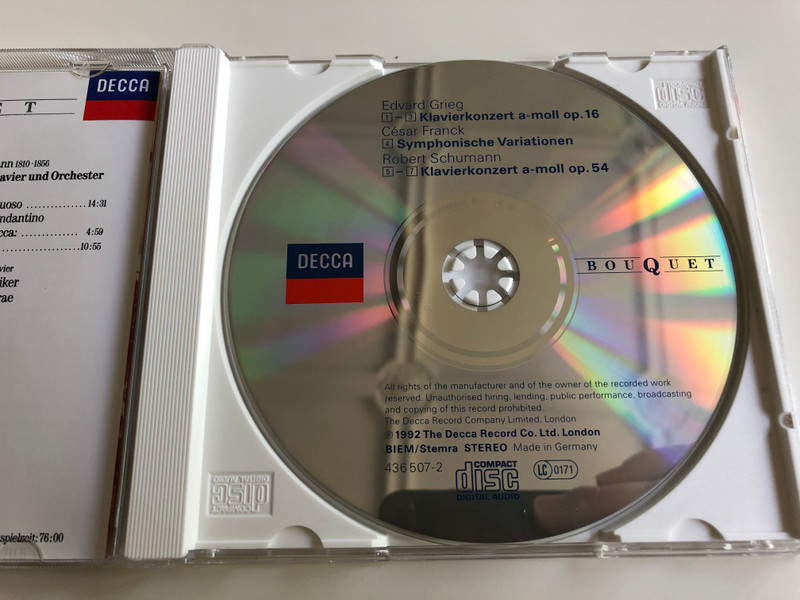 E T
DECCA
nn 1810-1856
avier und Orchester
uoso .................. 14:31
ndantino
cca: ................ 4:59
.......................10:55
vier
iker
rae
spielzeit: 76:00
Edvard Grieg
1 – 3 Klavierkonzert a-moll op. 16
César Franck
4 Symphonische Variationen
Robert Schumann
5 – 7 Klavierkonzert a-moll op. 54
DECCA
BOUQUET
All rights of the manufacturer and of the owner of the recorded work
reserved. Unauthorised hiring, lending, public performance, broadcasting
and copying of this record prohibited.
The Decca Record Company Limited, London
℗ 1992 The Decca Record Co. Ltd. London
BIEM/Stemra STEREO Made in Germany
436 507-2
COMPACT
disc
DIGITAL AUDIO
LC 0171
COMPACT
disc
DIGITAL AUDIO
disc